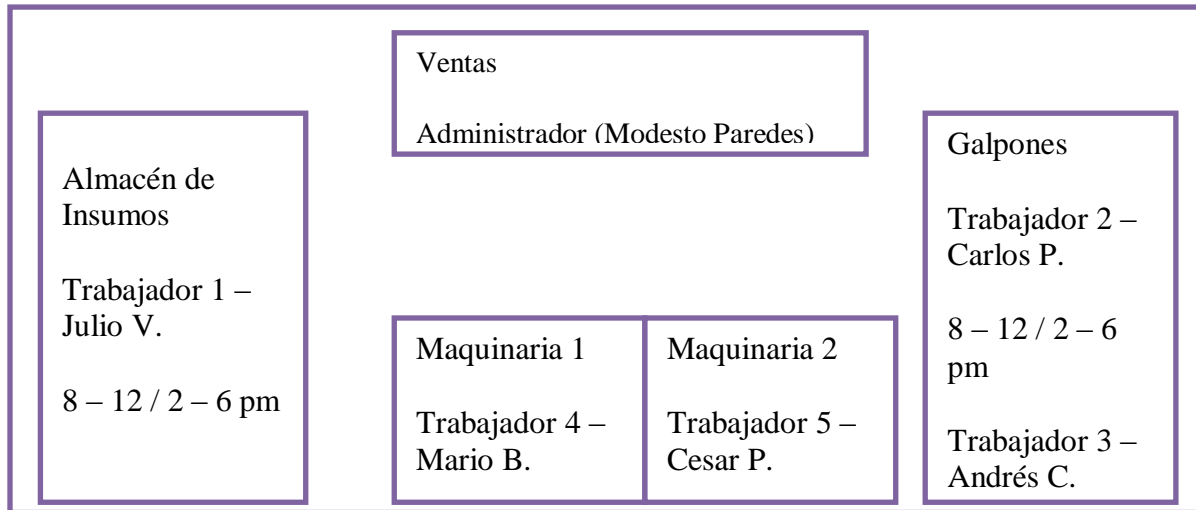 Ventas
Administrador (Modesto Paredes)
Almacén de
Insumos
Trabajador 1 –
Julio V.
8 – 12 / 2 – 6 pm
Maquinaria 1
Trabajador 4 –
Mario B.
Maquinaria 2
Trabajador 5 –
Cesar P.
Galpones
Trabajador 2 –
Carlos P.
8 – 12 / 2 – 6
pm
Trabajador 3 –
Andrés C.